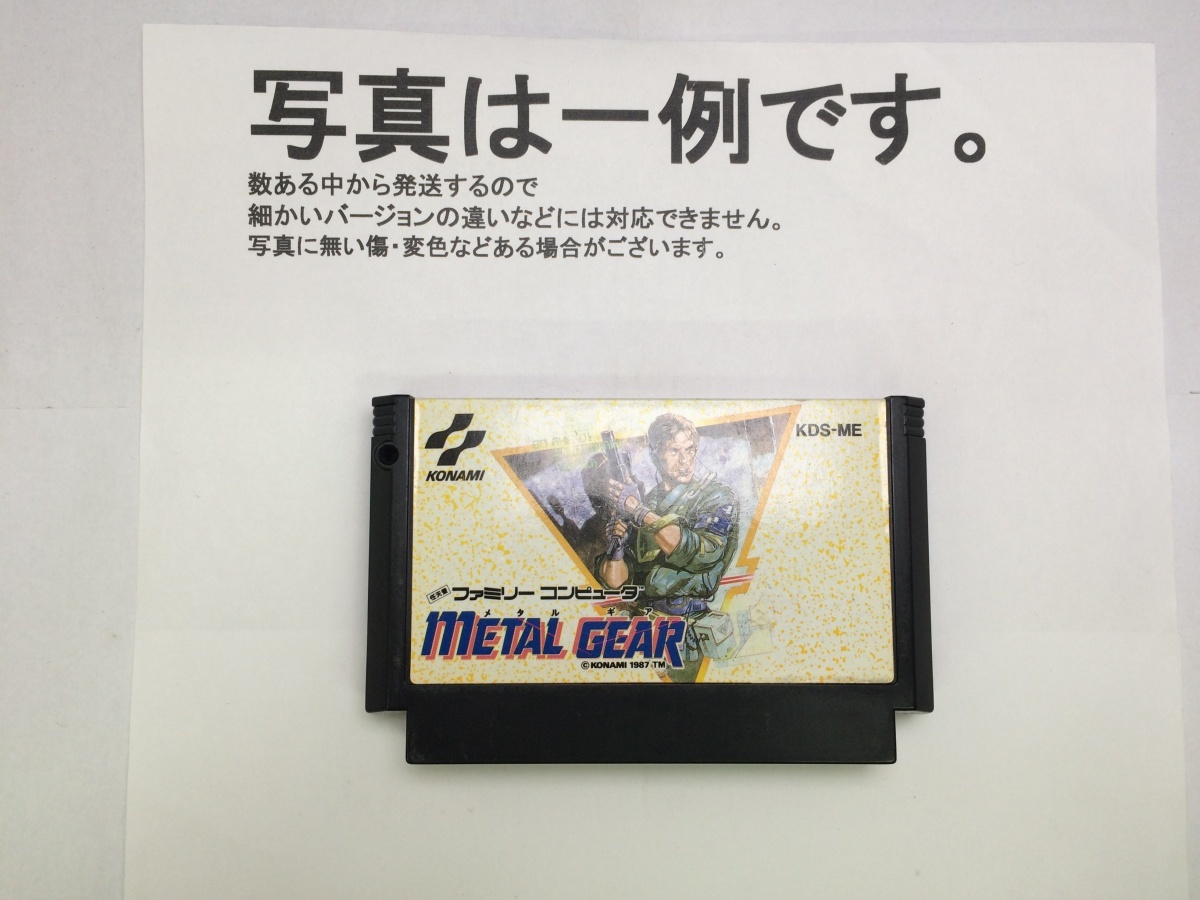 写真は一例です。
数ある中から発送するので
細かいバージョンの違いなどには対応できません。
写真に無い傷・変色などある場合がございます。
KONAMI
KDS-ME
任天堂 ファミリー コンピュータ TM
メタル ギア
METAL GEAR
©KONAMI 1987 TM